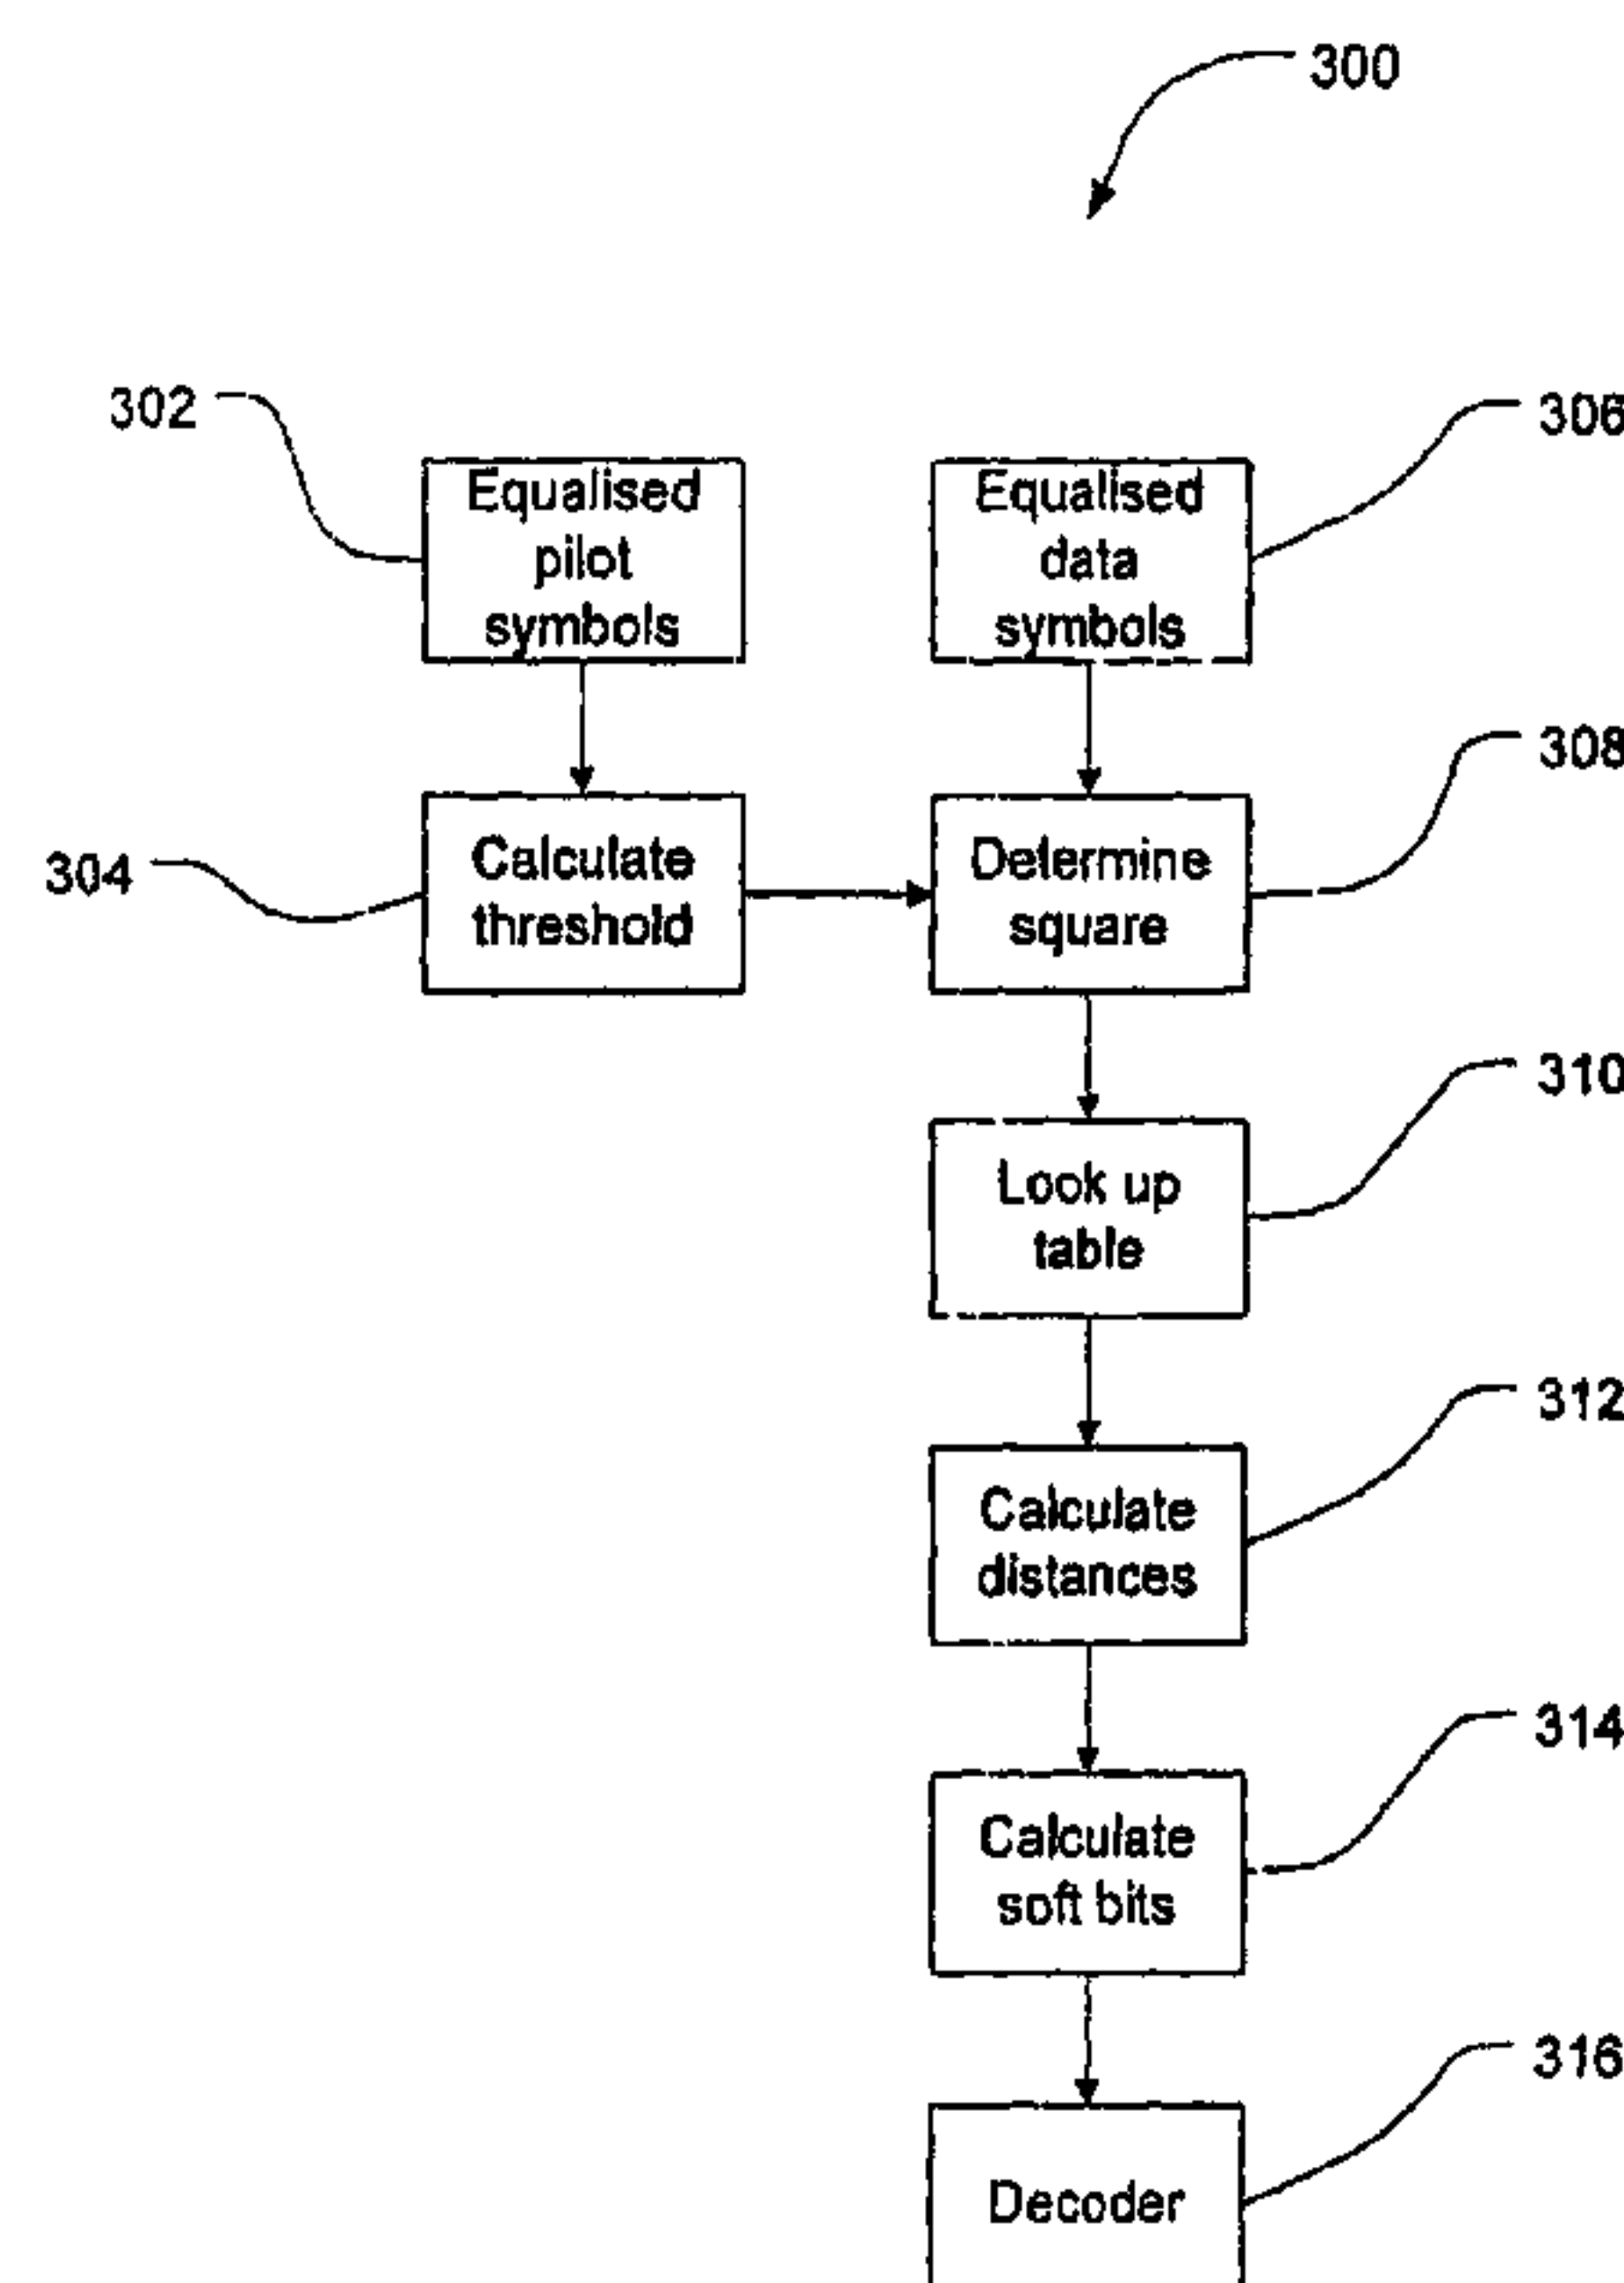 300
302
306
Equalised
pilot
symbols
Equalised
data
symbols
308
304
Calculate
threshold
Determine
square
310
Look up
table
312
Calculate
distances
314
Calculate
soft bits
316
Decoder